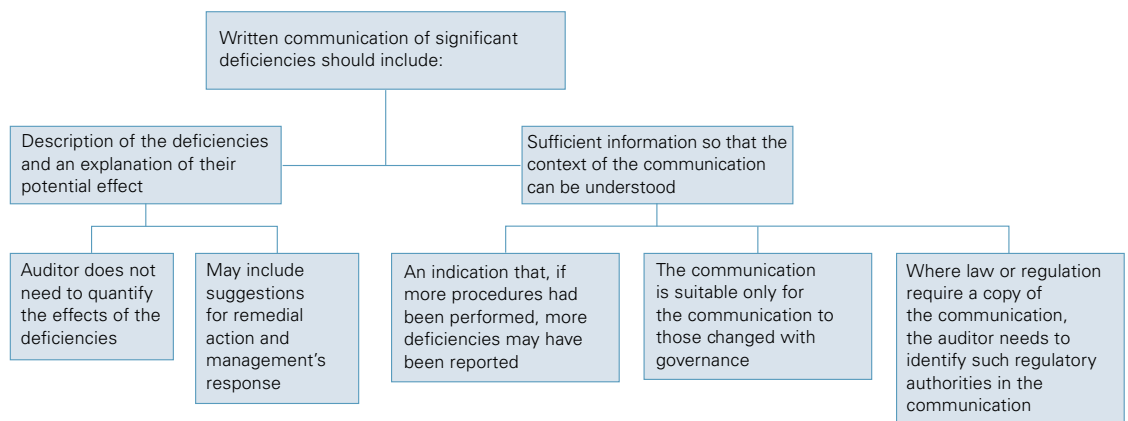 Written communication of significant
deficiencies should include:
Description of the deficiencies
and an explanation of their
potential effect
Sufficient information so that the
context of the communication
can be understood
Auditor does not
need to quantify
the effects of the
deficiencies
May include
suggestions
for remedial
action and
management's
response
An indication that, if
more procedures had
been performed, more
deficiencies may have
been reported
The communication
is suitable only for
the communication to
those changed with
governance
Where law or regulation
require a copy of
the communication,
the auditor needs to
identify such regulatory
authorities in the
communication